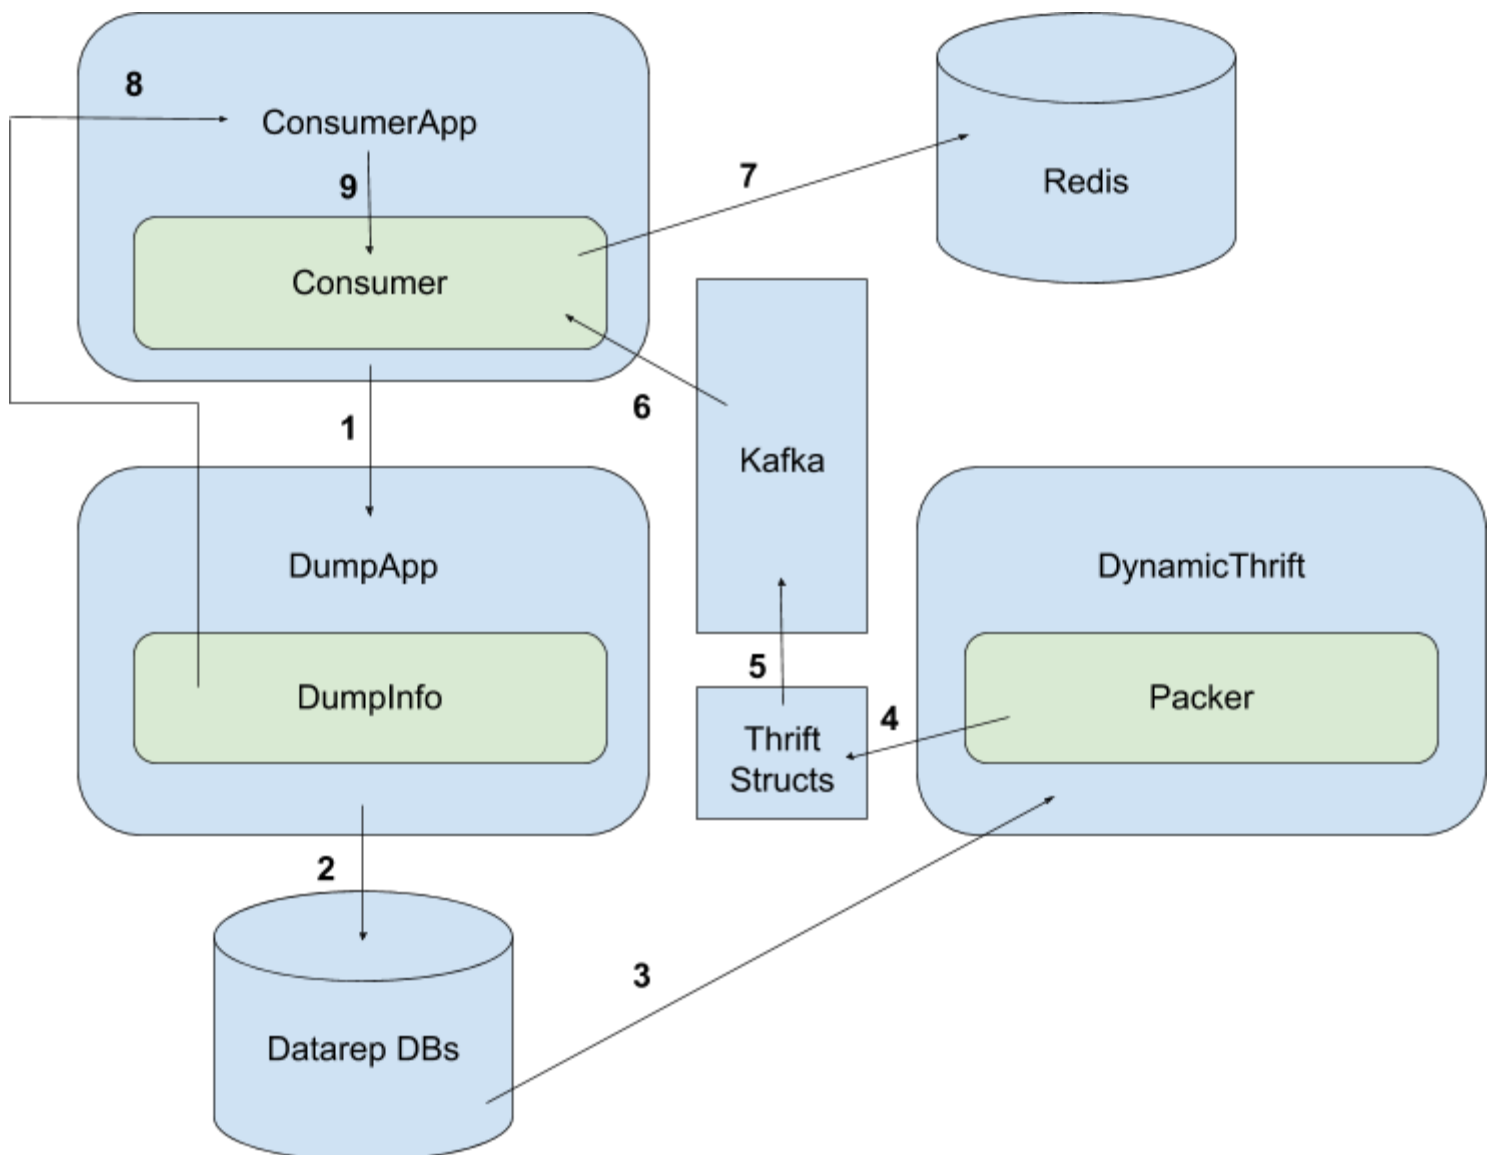 8
ConsumerApp
9
7
Redis
Consumer
6
1
Kafka
DumpApp
DynamicThrift
5
DumpInfo
Packer
4
Thrift
Structs
2
3
Datarep DBs